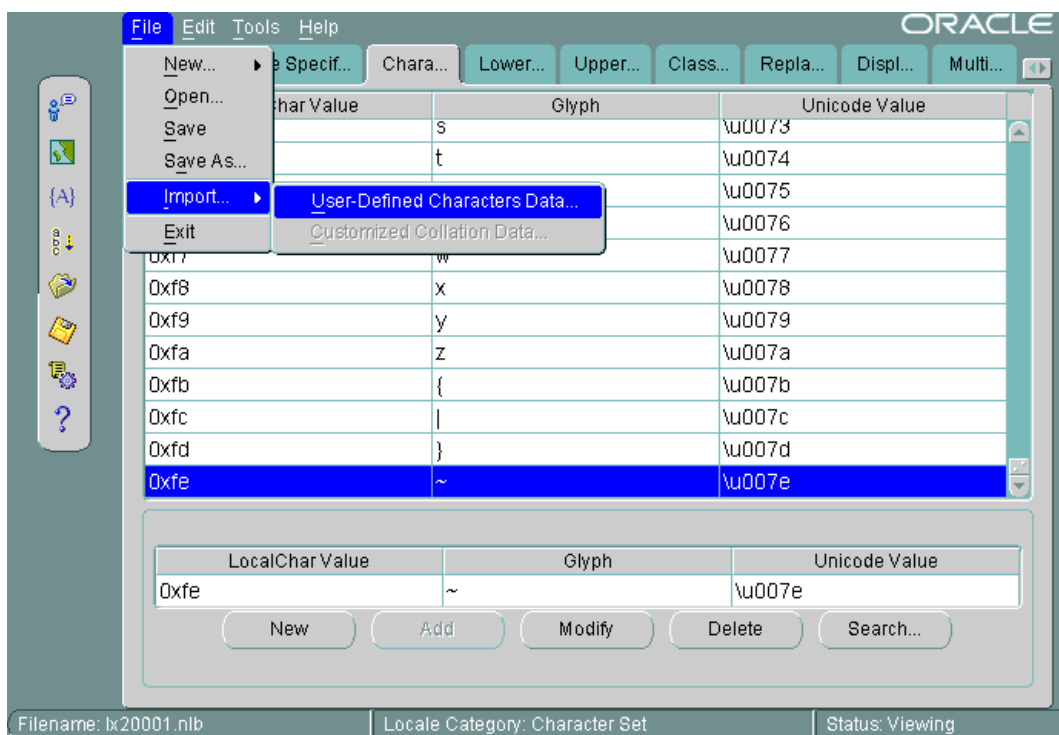 File Edit Tools Help
ORACLE
New...
Open...
Save
Save As...
Import...
Exit
User-Defined Characters Data...
Customized Collation Data...
Specif... Chara... Lower... Upper... Class... Repla... Displ... Multi...
Char Value Glyph Unicode Value
s \u0073
t \u0074
\u0075
\u0076
0xf7 w \u0077
0xf8 x \u0078
0xf9 y \u0079
0xfa z \u007a
0xfb { \u007b
0xfc | \u007c
0xfd } \u007d
0xfe ~ \u007e
{A}
a
b
c
?
LocalChar Value Glyph Unicode Value
0xfe ~ \u007e
New Add Modify Delete Search...
Filename: lx20001.nlb Locale Category: Character Set Status: Viewing